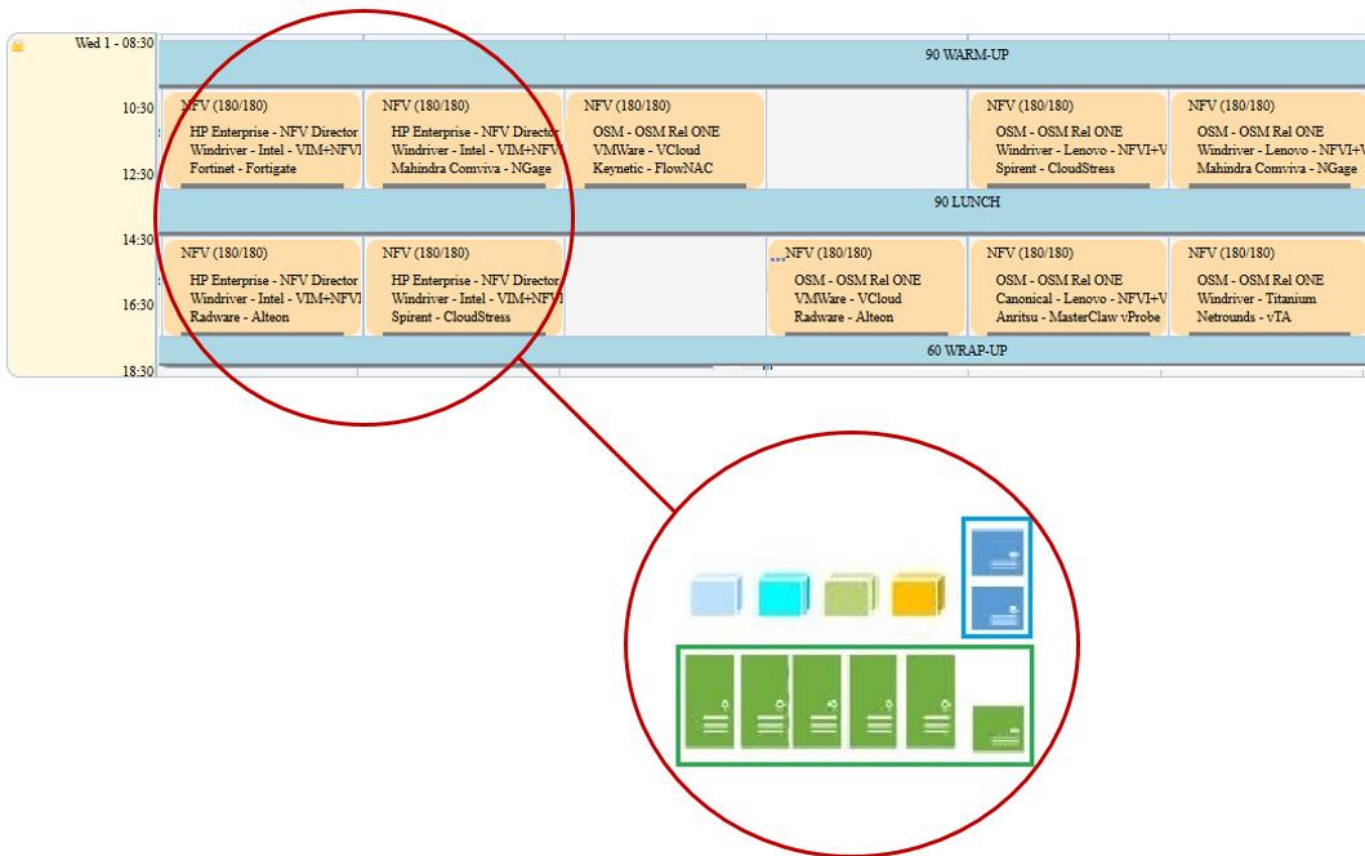 Wed 1 - 08:30
90 WARM-UP
10:30
NFV (180/180)
HP Enterprise - NFV Director
Windriver - Intel - VIM+NFVI
Fortinet - Fortigate
NFV (180/180)
HP Enterprise - NFV Director
Windriver - Intel - VIM+NFVI
Mahindra Comviva - NGage
NFV (180/180)
OSM - OSM Rel ONE
VMWare - VCloud
Keynetic - FlowNAC
NFV (180/180)
OSM - OSM Rel ONE
Windriver - Lenovo - NFVI+V
Spirent - CloudStress
NFV (180/180)
OSM - OSM Rel ONE
Windriver - Lenovo - NFVI+V
Mahindra Comviva - NGage
12:30
90 LUNCH
14:30
NFV (180/180)
HP Enterprise - NFV Director
Windriver - Intel - VIM+NFVI
Radware - Alteon
NFV (180/180)
HP Enterprise - NFV Director
Windriver - Intel - VIM+NFVI
Spirent - CloudStress
NFV (180/180)
OSM - OSM Rel ONE
VMWare - VCloud
Radware - Alteon
NFV (180/180)
OSM - OSM Rel ONE
Canonical - Lenovo - NFVI+V
Anritsu - MasterClaw vProbe
NFV (180/180)
OSM - OSM Rel ONE
Windriver - Titanium
Netrounds - vTA
16:30
60 WRAP-UP
18:30